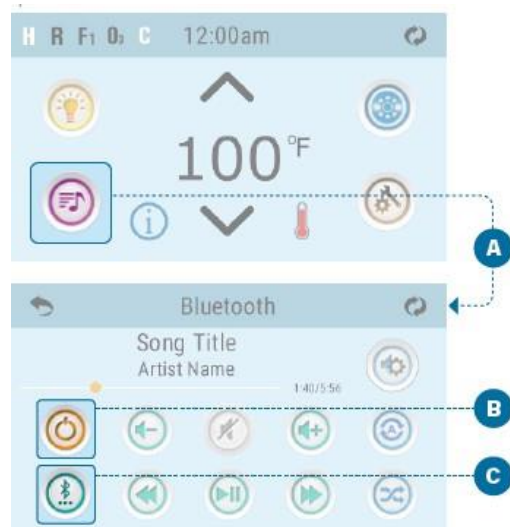 H R F1 O3 C 12:00am
100°F
i
A
Bluetooth
Song Title
Artist Name
1:40/5:56
B
C